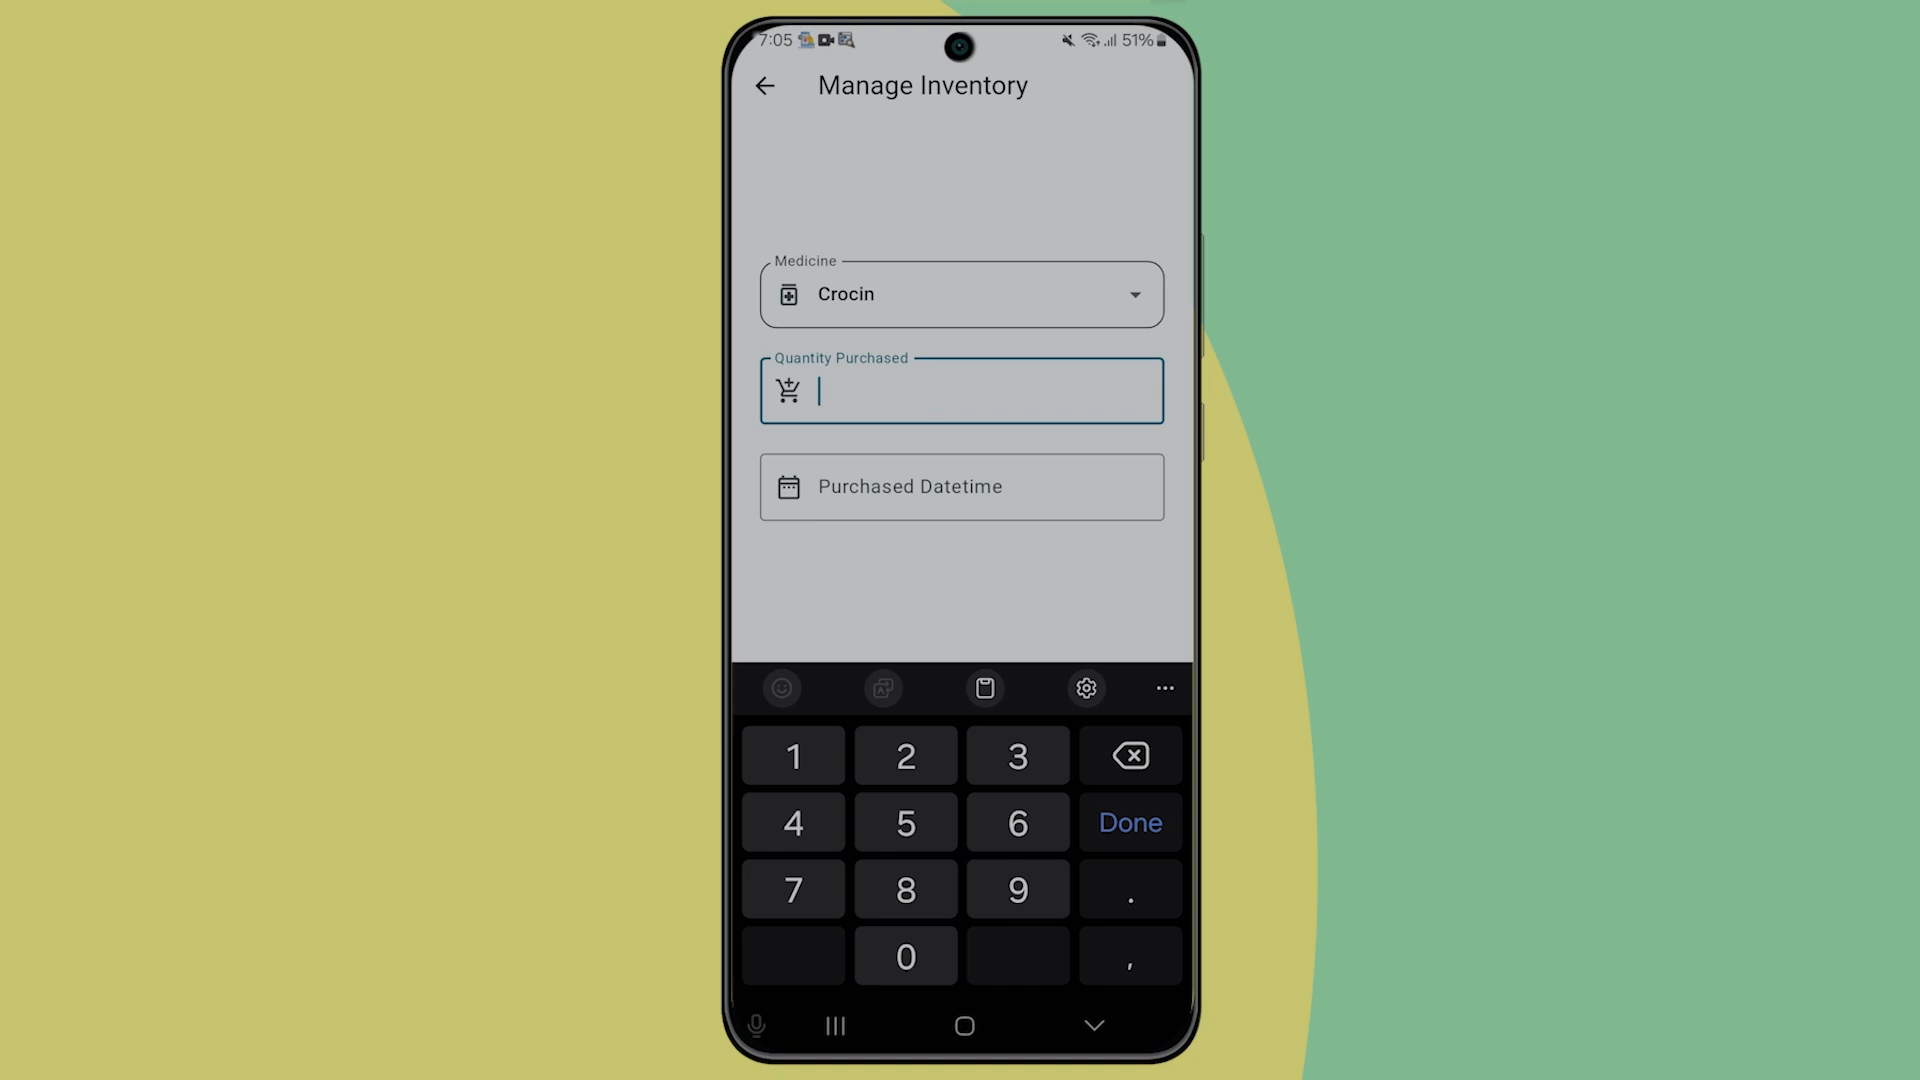 7:05 51%
Manage Inventory
Medicine
Crocin
Quantity Purchased
Purchased Datetime
1 2 3
4 5 6 Done
7 8 9 .
0 ,